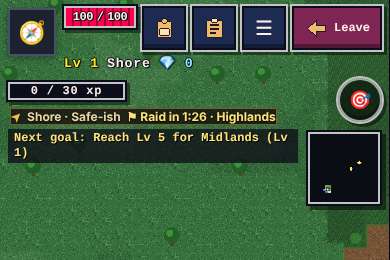 100/100
Leave
Lv 1 Shore 0
0 / 30 xp
Shore · Safe-ish Raid in 1:26 · Highlands
Next goal: Reach Lv 5 for Midlands (Lv
1)